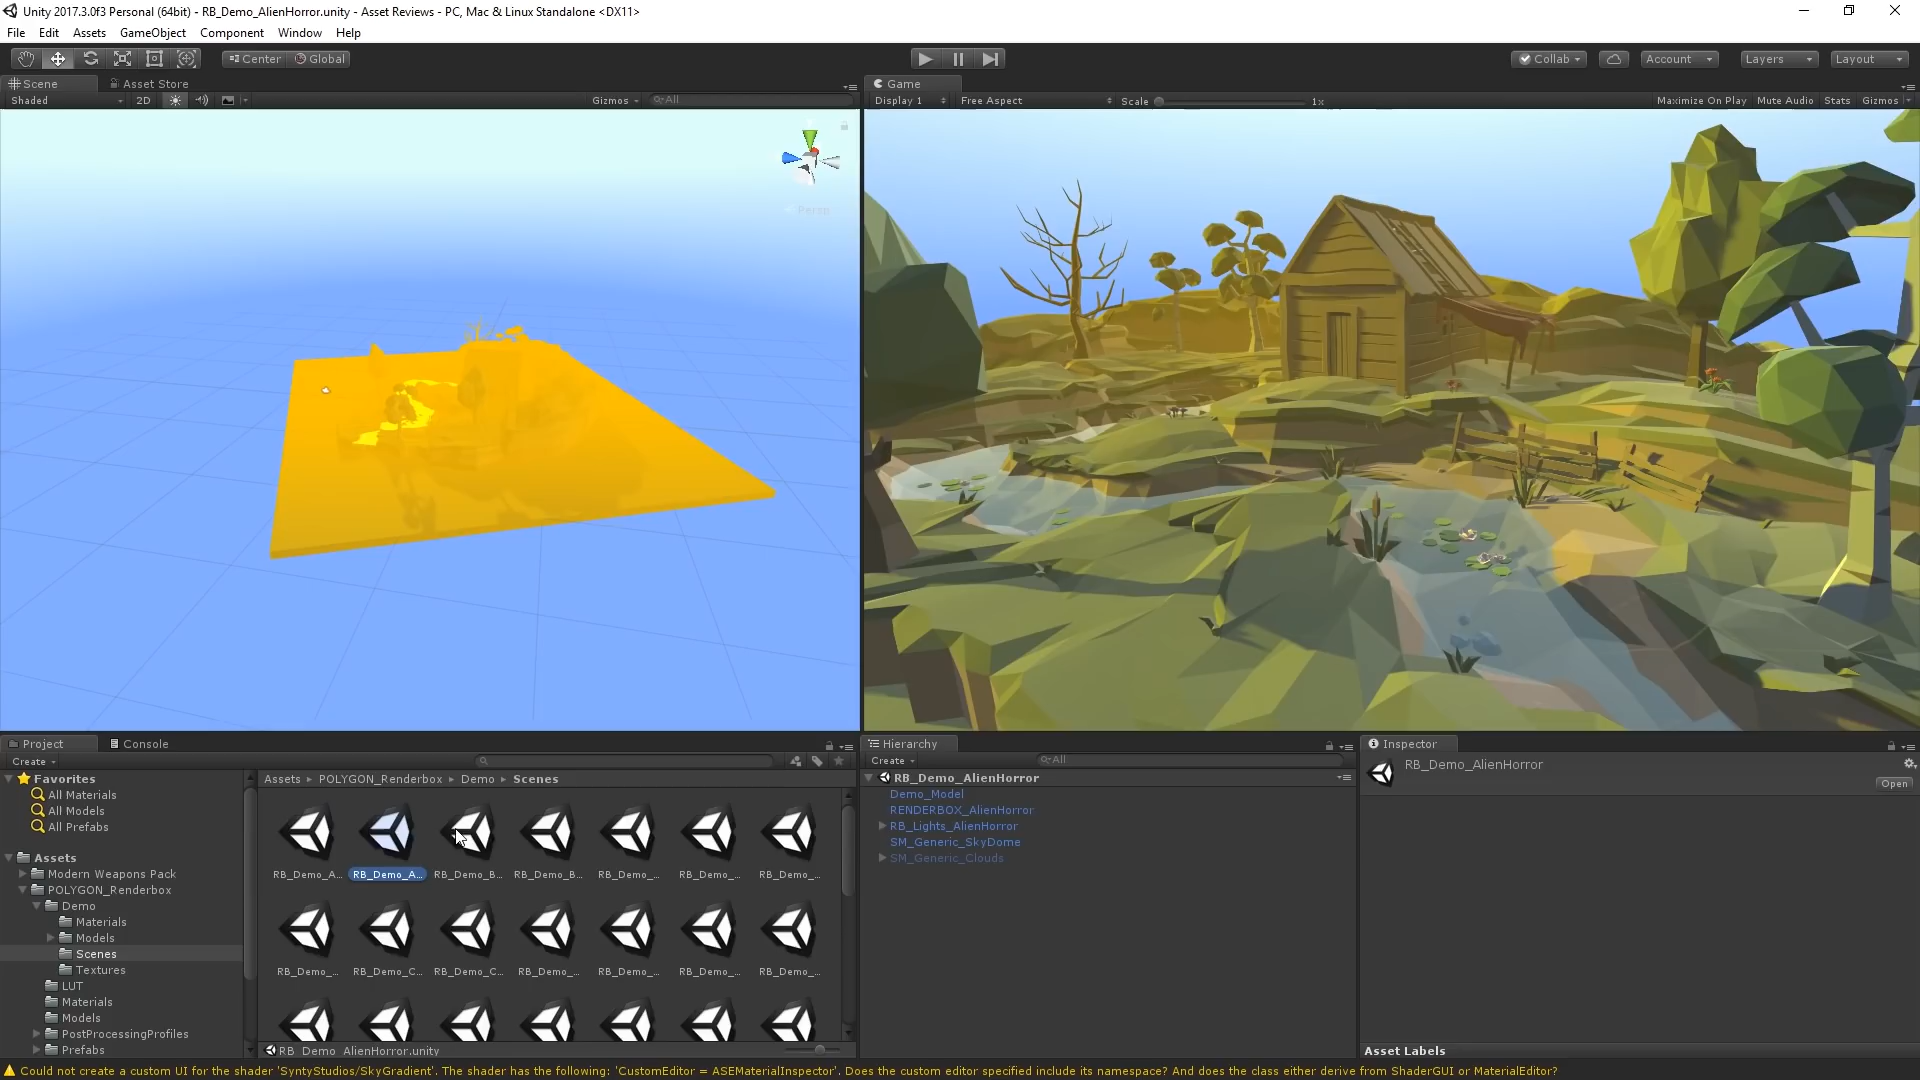 Unity 2017.3.0f3 Personal (64bit) - RB_Demo_AlienHorror.unity - Asset Reviews - PC, Mac & Linux Standalone <DX11>
File Edit Assets GameObject Component Window Help
Center Global Collab Account Layers Layout
Scene Asset Store Game
Shaded 2D Gizmos All Display 1 Free Aspect Scale 1x Maximize On Play Mute Audio Stats Gizmos
Persp
Project Console Hierarchy Inspector
Create Create All RB_Demo_AlienHorror
Open
Favorites
All Materials
All Models
All Prefabs
Assets
Modern Weapons Pack
POLYGON_Renderbox
Demo
Materials
Models
Scenes
Textures
LUT
Materials
Models
PostProcessingProfiles
Prefabs
Assets POLYGON_Renderbox Demo Scenes
RB_Demo_A... RB_Demo_A... RB_Demo_B... RB_Demo_B... RB_Demo_... RB_Demo_... RB_Demo_...
RB_Demo_... RB_Demo_C... RB_Demo_C... RB_Demo_... RB_Demo_... RB_Demo_... RB_Demo_...
RB_Demo_AlienHorror.unity
RB_Demo_AlienHorror
Demo_Model
RENDERBOX_AlienHorror
RB_Lights_AlienHorror
SM_Generic_SkyDome
SM_Generic_Clouds
Asset Labels
Could not create a custom UI for the shader 'SyntyStudios/SkyGradient'. The shader has the following: 'CustomEditor = ASEMaterialInspector'. Does the custom editor specified include its namespace? And does the class either derive from ShaderGUI or MaterialEditor?